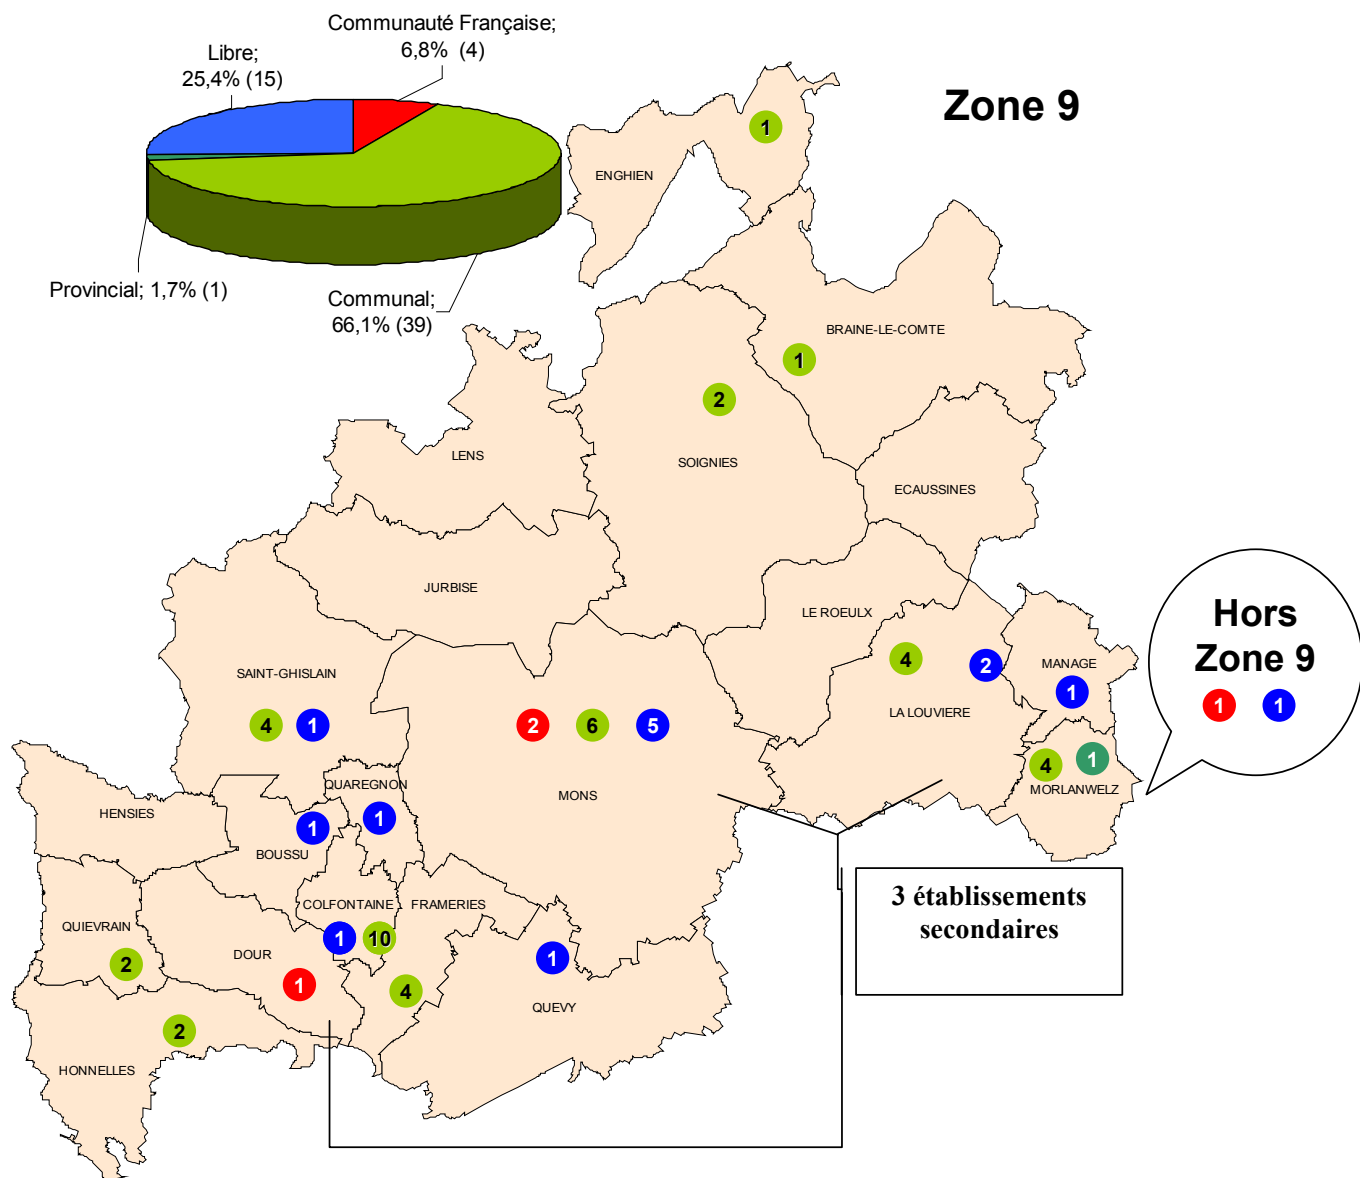 Communauté Française;
6,8% (4)
Libre;
25,4% (15)
Zone 9
1
ENGHIEN
Provincial; 1,7% (1)
Communal;
66,1% (39)
BRAINE-LE-COMTE
1
2
LENS
SOIGNIES
ECAUSSINES
JURBISE
LE ROEULX
Hors
Zone 9
1 1
SAINT-GHISLAIN
4 1
2 6 5
MONS
4 2
LA LOUVIERE
MANAGE
1
4 1
MORLANWELZ
QUAREGNON
1
HENSIES
1
BOUSSU
COLFONTAINE
1 10
FRAMERIES
4
QUIEVRAIN
2
DOUR
1
1
QUEVY
2
HONNELLES
3 établissements
secondaires